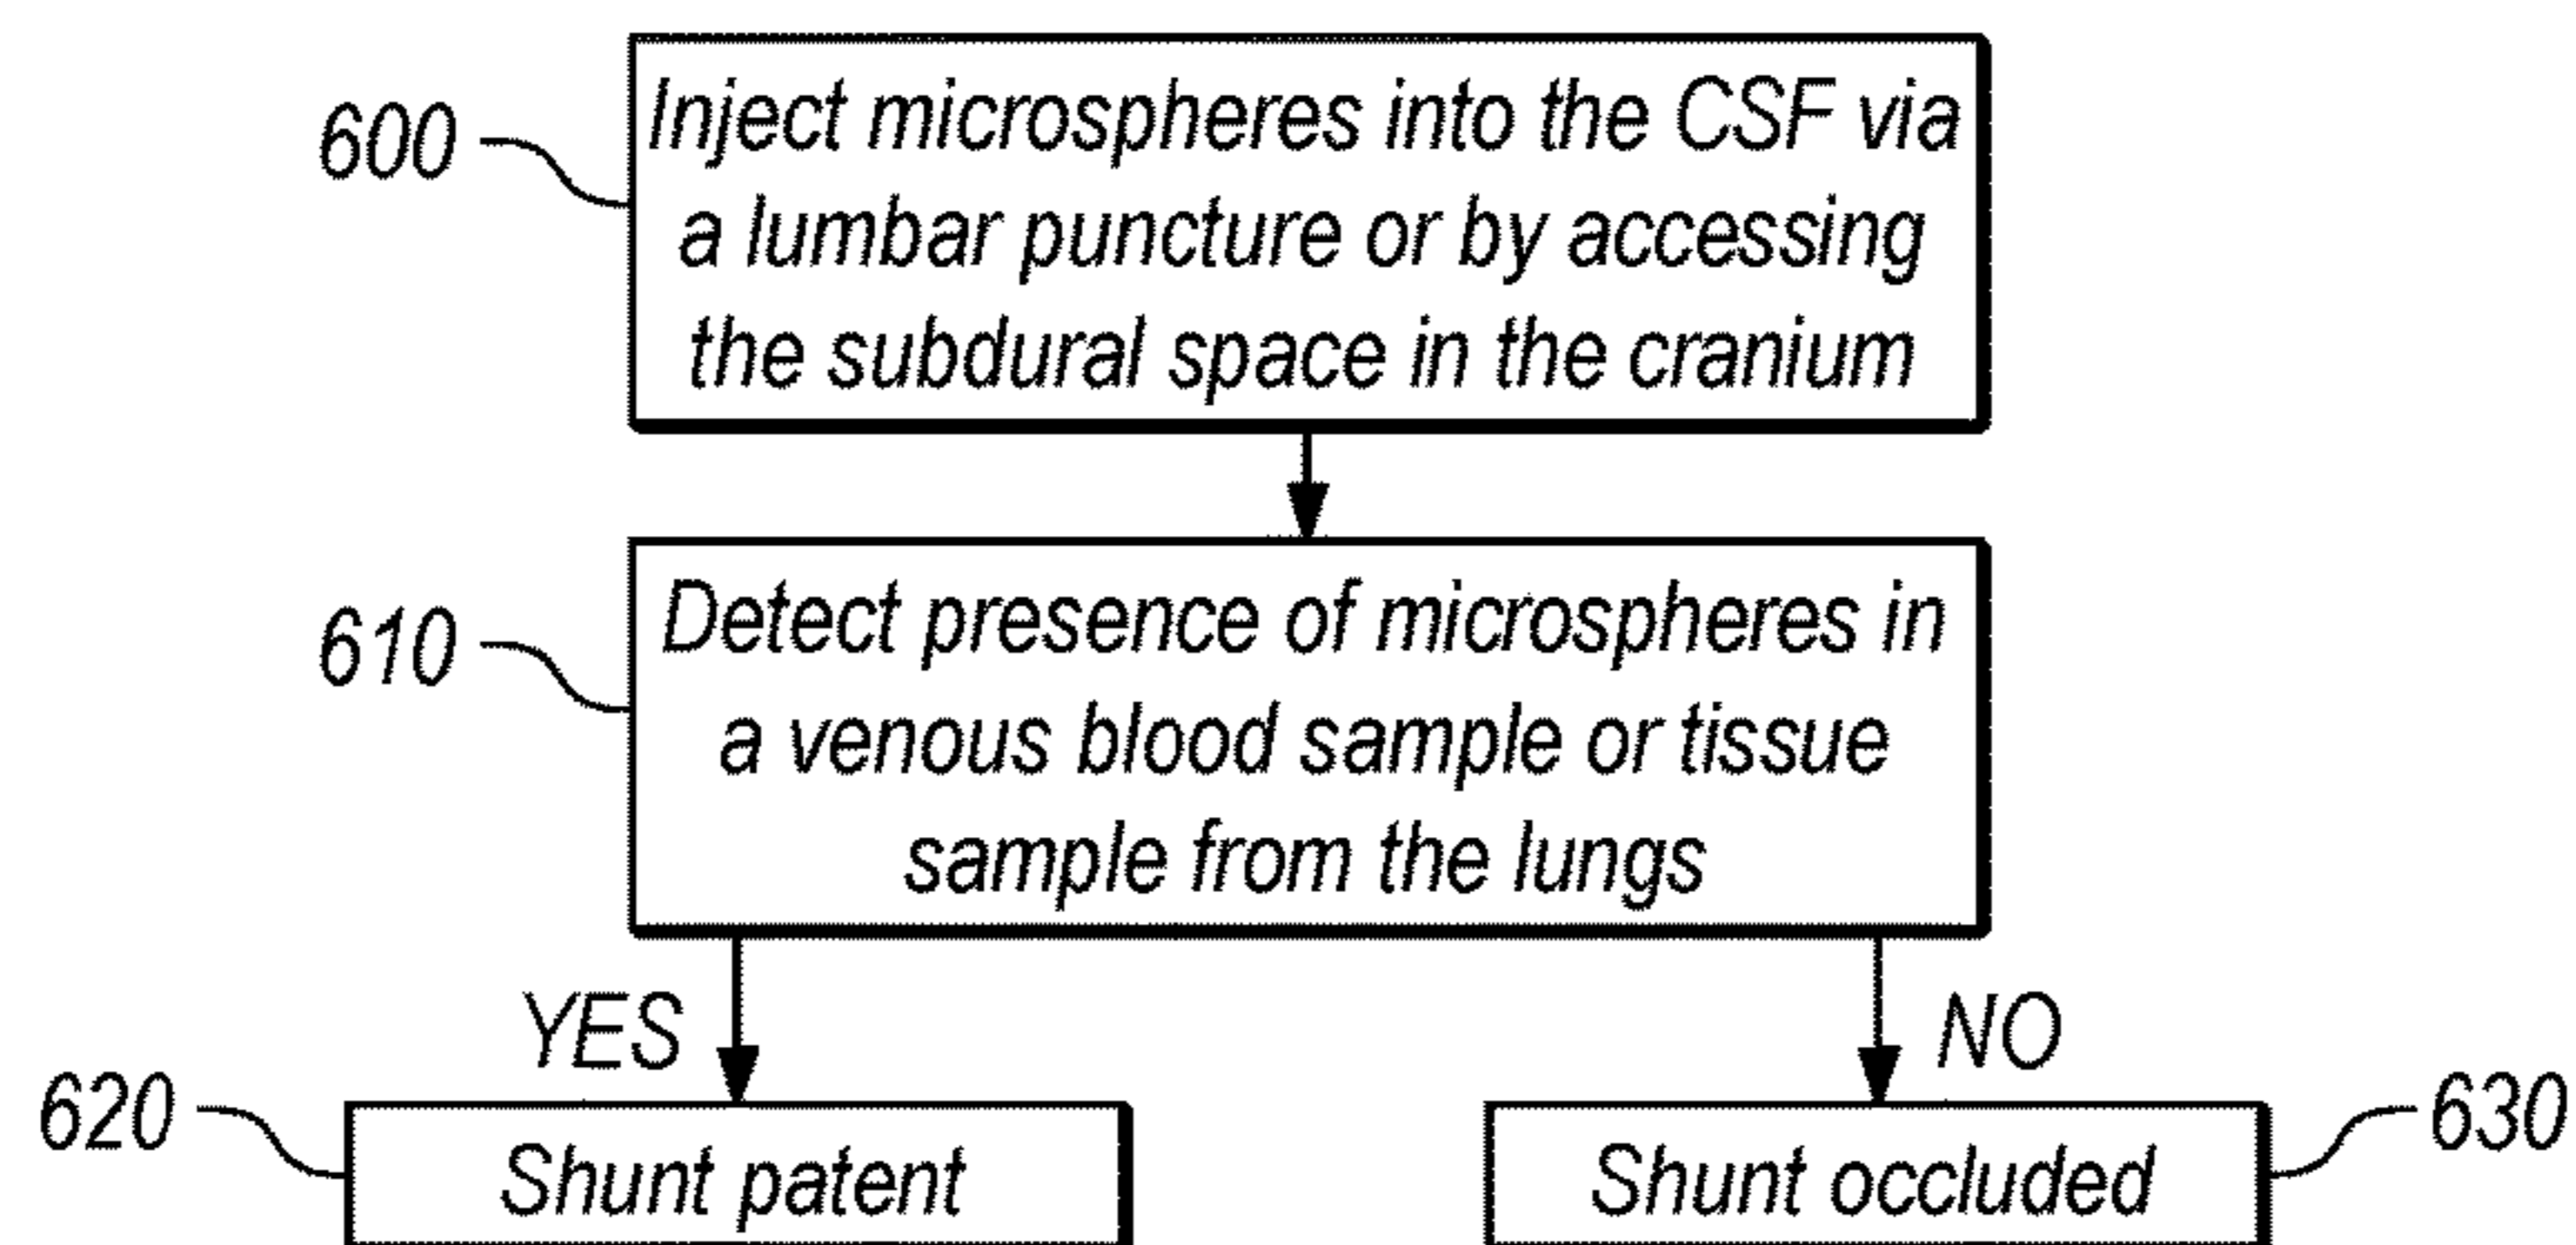 600
Inject microspheres into the CSF via
a lumbar puncture or by accessing
the subdural space in the cranium
610
Detect presence of microspheres in
a venous blood sample or tissue
sample from the lungs
YES
NO
620
Shunt patent
Shunt occluded
630